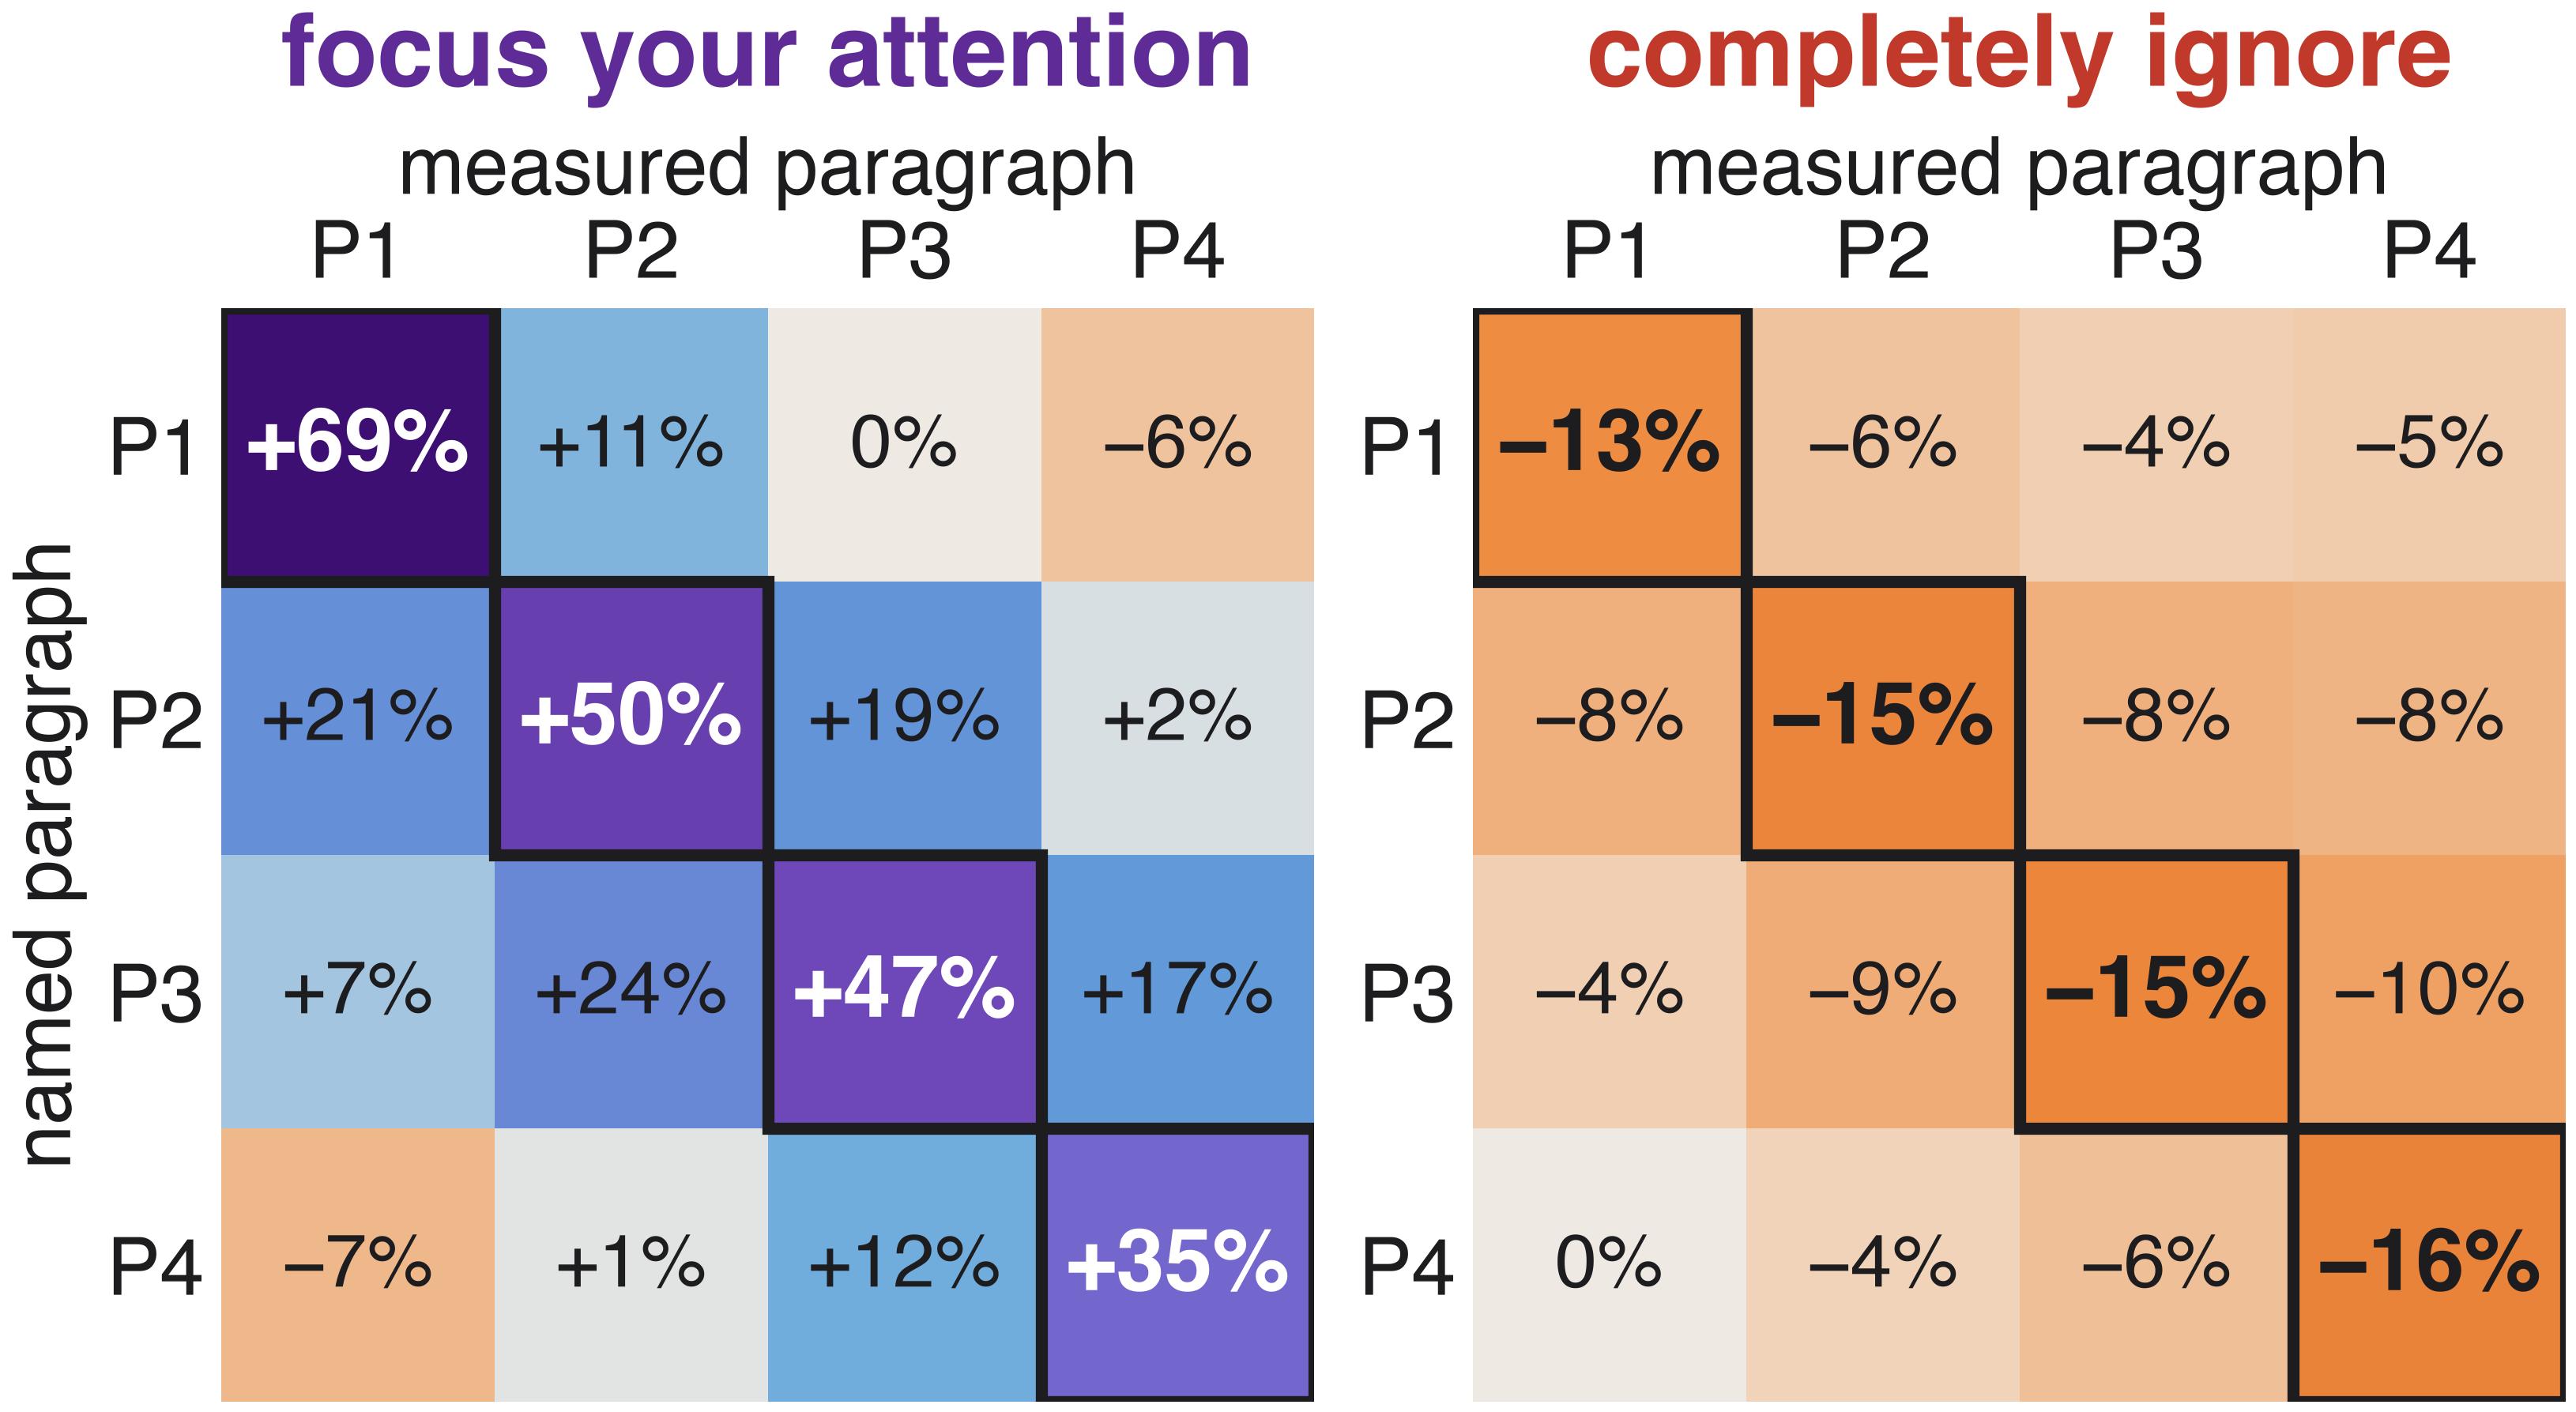 focus your attention
measured paragraph
P1 P2 P3 P4
named paragraph
P1 +69% +11% 0% –6%
P2 +21% +50% +19% +2%
P3 +7% +24% +47% +17%
P4 –7% +1% +12% +35%
completely ignore
measured paragraph
P1 P2 P3 P4
P1 –13% –6% –4% –5%
P2 –8% –15% –8% –8%
P3 –4% –9% –15% –10%
P4 0% –4% –6% –16%